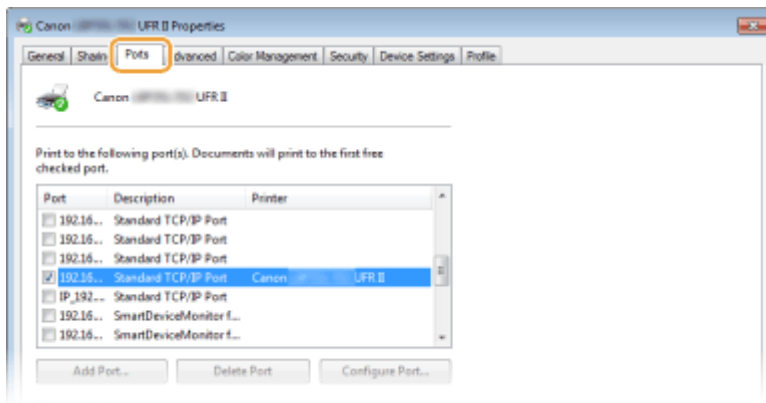 Canon UFR II Properties
General Sharin Ports dvanced Color Management Security Device Settings Profile
Canon UFR II
Print to the following port(s). Documents will print to the first free
checked port.
Port Description Printer
192.16... Standard TCP/IP Port
192.16... Standard TCP/IP Port
192.16... Standard TCP/IP Port
192.16... Standard TCP/IP Port Canon UFR II
IP_192.... Standard TCP/IP Port
192.16... SmartDeviceMonitor f...
192.16... SmartDeviceMonitor f...
Add Port... Delete Port Configure Port...